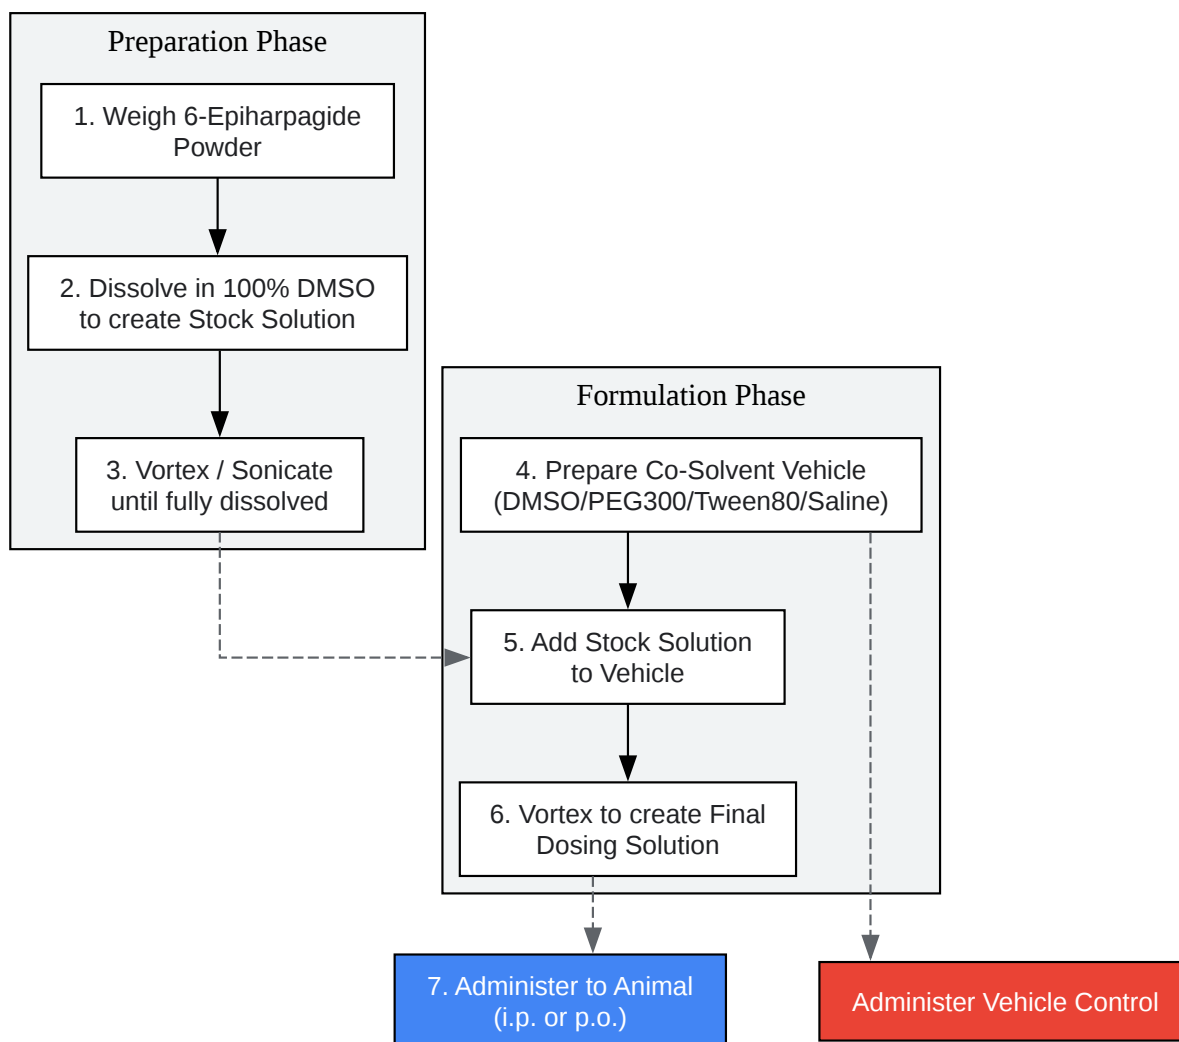 Preparation Phase
1. Weigh 6-Epiharpagide
Powder
2. Dissolve in 100% DMSO
to create Stock Solution
3. Vortex / Sonicate
until fully dissolved
Formulation Phase
4. Prepare Co-Solvent Vehicle
(DMSO/PEG300/Tween80/Saline)
5. Add Stock Solution
to Vehicle
6. Vortex to create Final
Dosing Solution
7. Administer to Animal
(i.p. or p.o.)
Administer Vehicle Control